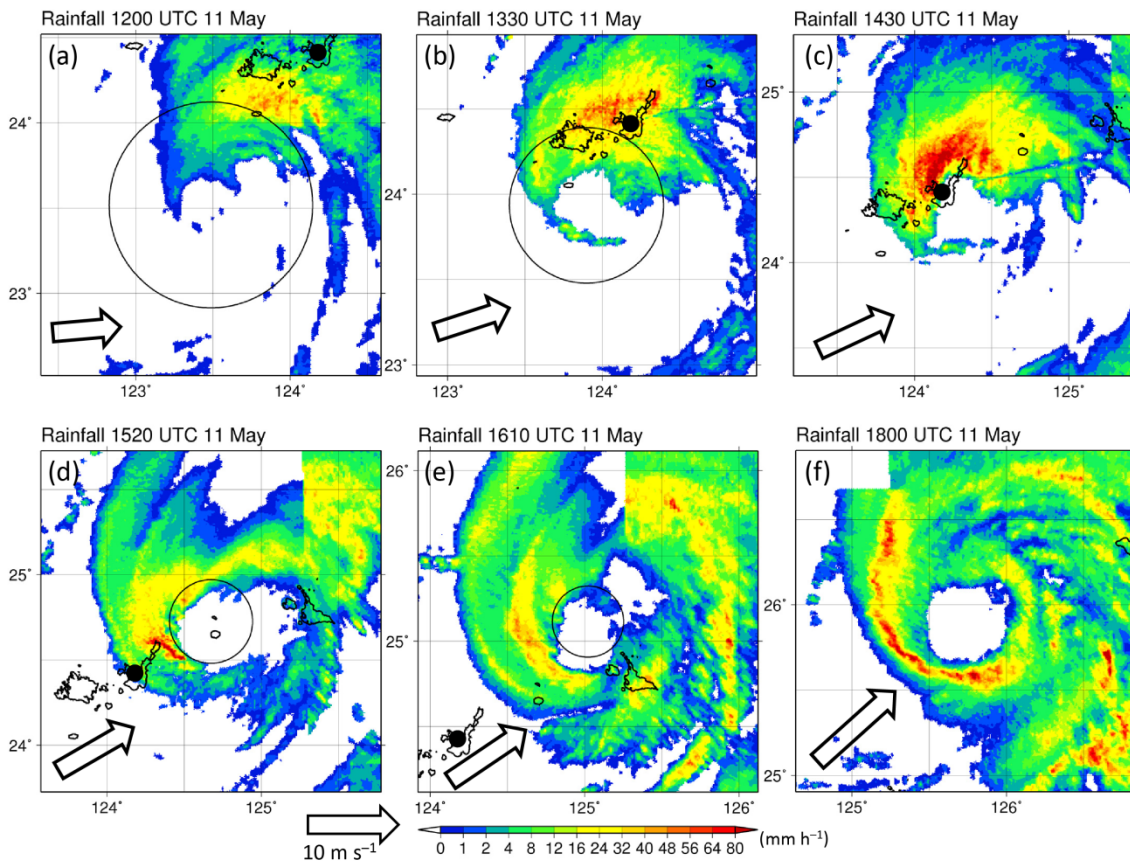 Rainfall 1200 UTC 11 May
(a)
24˚
23˚
123˚ 124˚
Rainfall 1330 UTC 11 May
(b)
24˚
23˚
123˚ 124˚
Rainfall 1430 UTC 11 May
(c)
25˚
24˚
124˚ 125˚
Rainfall 1520 UTC 11 May
(d)
25˚
24˚
124˚ 125˚
Rainfall 1610 UTC 11 May
(e)
26˚
25˚
124˚ 125˚ 126˚
Rainfall 1800 UTC 11 May
(f)
26˚
25˚
125˚ 126˚
10 m s⁻¹
0 1 2 4 8 12 16 24 32 40 48 56 64 80
(mm h⁻¹)